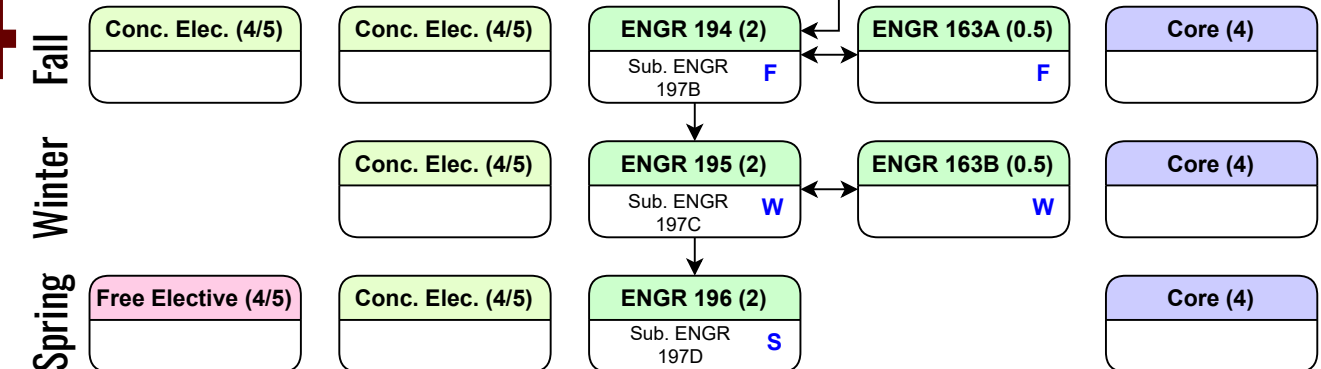 Fall
Conc. Elec. (4/5)
Conc. Elec. (4/5)
ENGR 194 (2)
Sub. ENGR
197B
F
ENGR 163A (0.5)
F
Core (4)
Winter
Conc. Elec. (4/5)
ENGR 195 (2)
Sub. ENGR
197C
W
ENGR 163B (0.5)
W
Core (4)
Spring
Free Elective (4/5)
Conc. Elec. (4/5)
ENGR 196 (2)
Sub. ENGR
197D
S
Core (4)